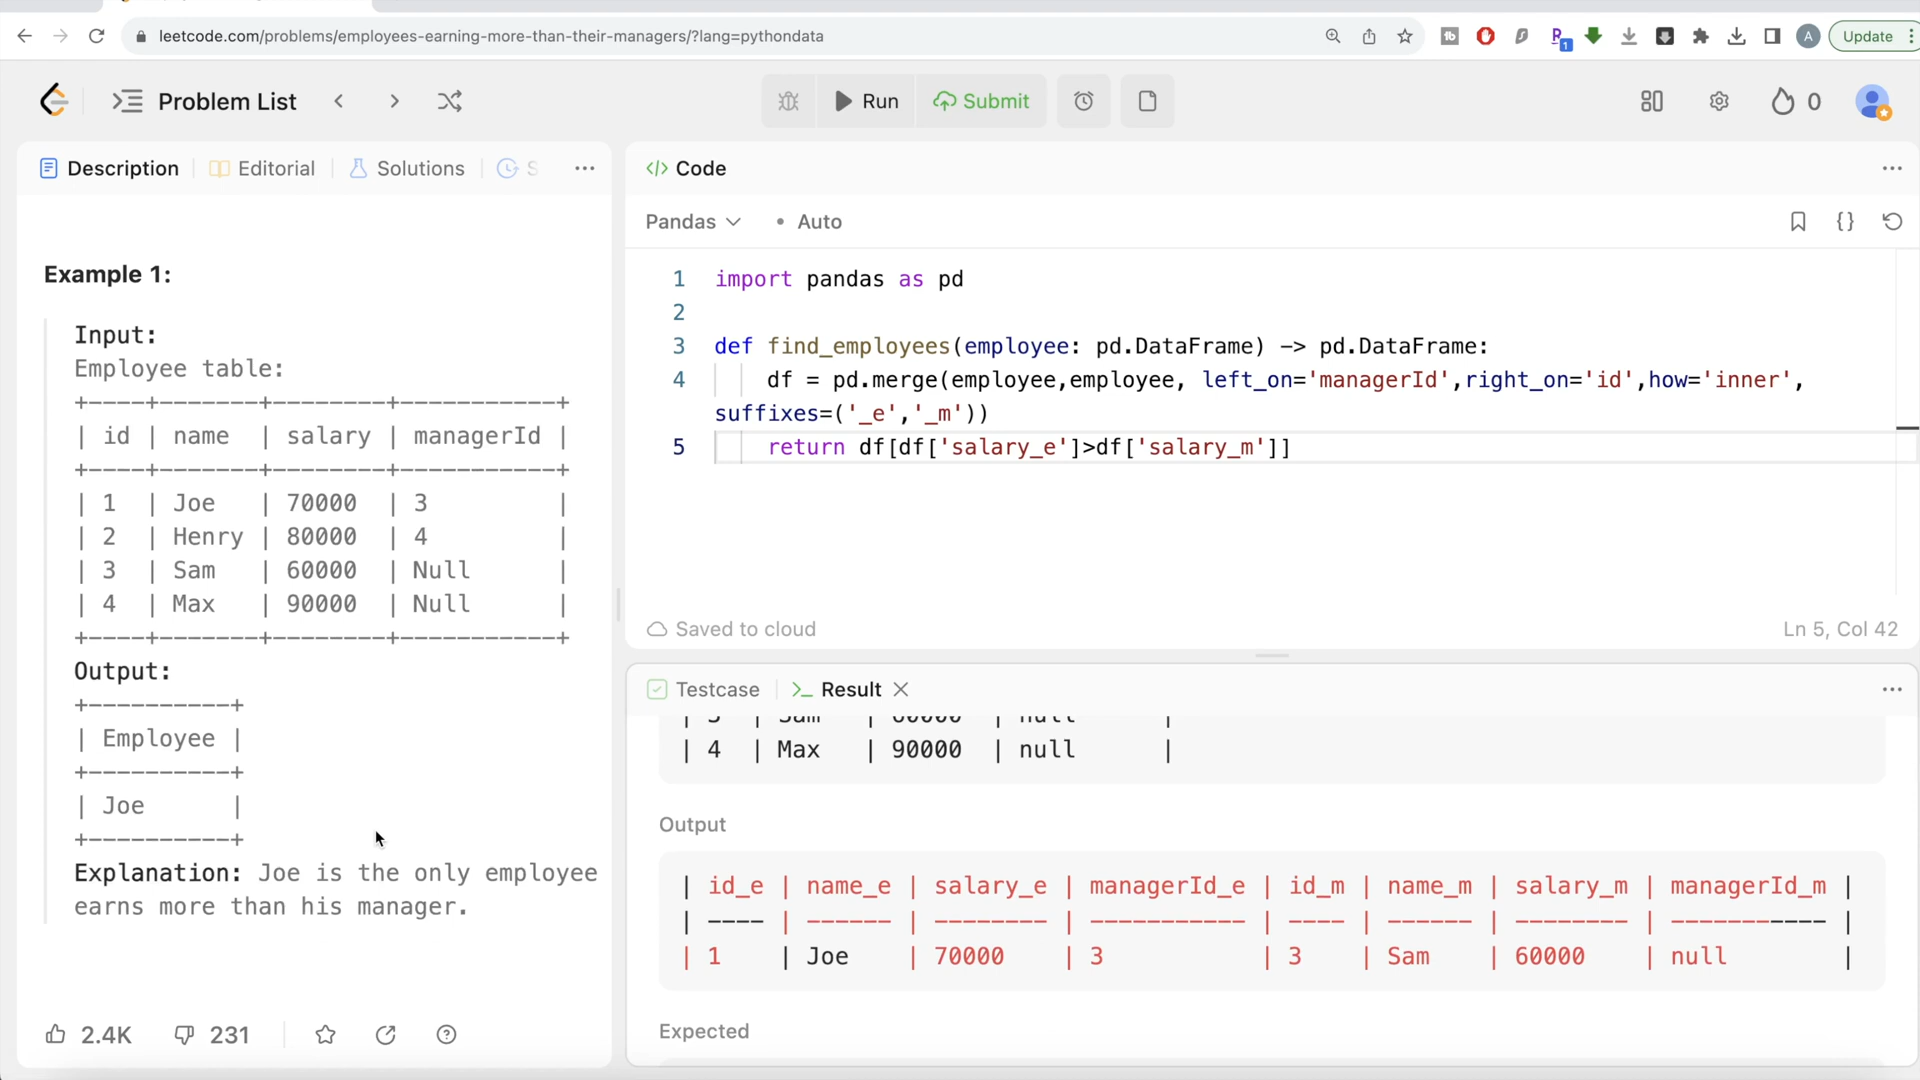 leetcode.com/problems/employees-earning-more-than-their-managers/?lang=pythondata
1
A
Update
Problem List
Run
Submit
0
Description
Editorial
Solutions
S
Example 1:
Input:
Employee table:
+----+-------+--------+-----------+
| id | name  | salary | managerId |
+----+-------+--------+-----------+
| 1  | Joe   | 70000  | 3         |
| 2  | Henry | 80000  | 4         |
| 3  | Sam   | 60000  | Null      |
| 4  | Max   | 90000  | Null      |
+----+-------+--------+-----------+
Output:
+----------+
| Employee |
+----------+
| Joe      |
+----------+
Explanation: Joe is the only employee
earns more than his manager.
2.4K
231
</> Code
Pandas
• Auto
{}
1 import pandas as pd
2
3 def find_employees(employee: pd.DataFrame) -> pd.DataFrame:
4     df = pd.merge(employee,employee, left_on='managerId',right_on='id',how='inner',
suffixes=('_e','_m'))
5     return df[df['salary_e']>df['salary_m']]
Saved to cloud
Ln 5, Col 42
Testcase
>_ Result
| 3  | Sam  | 60000  | null      |
| 4  | Max  | 90000  | null      |
Output
| id_e | name_e | salary_e | managerId_e | id_m | name_m | salary_m | managerId_m |
| ---- | ------ | -------- | ----------- | ---- | ------ | -------- | ----------- |
| 1    | Joe    | 70000    | 3           | 3    | Sam    | 60000    | null        |
Expected